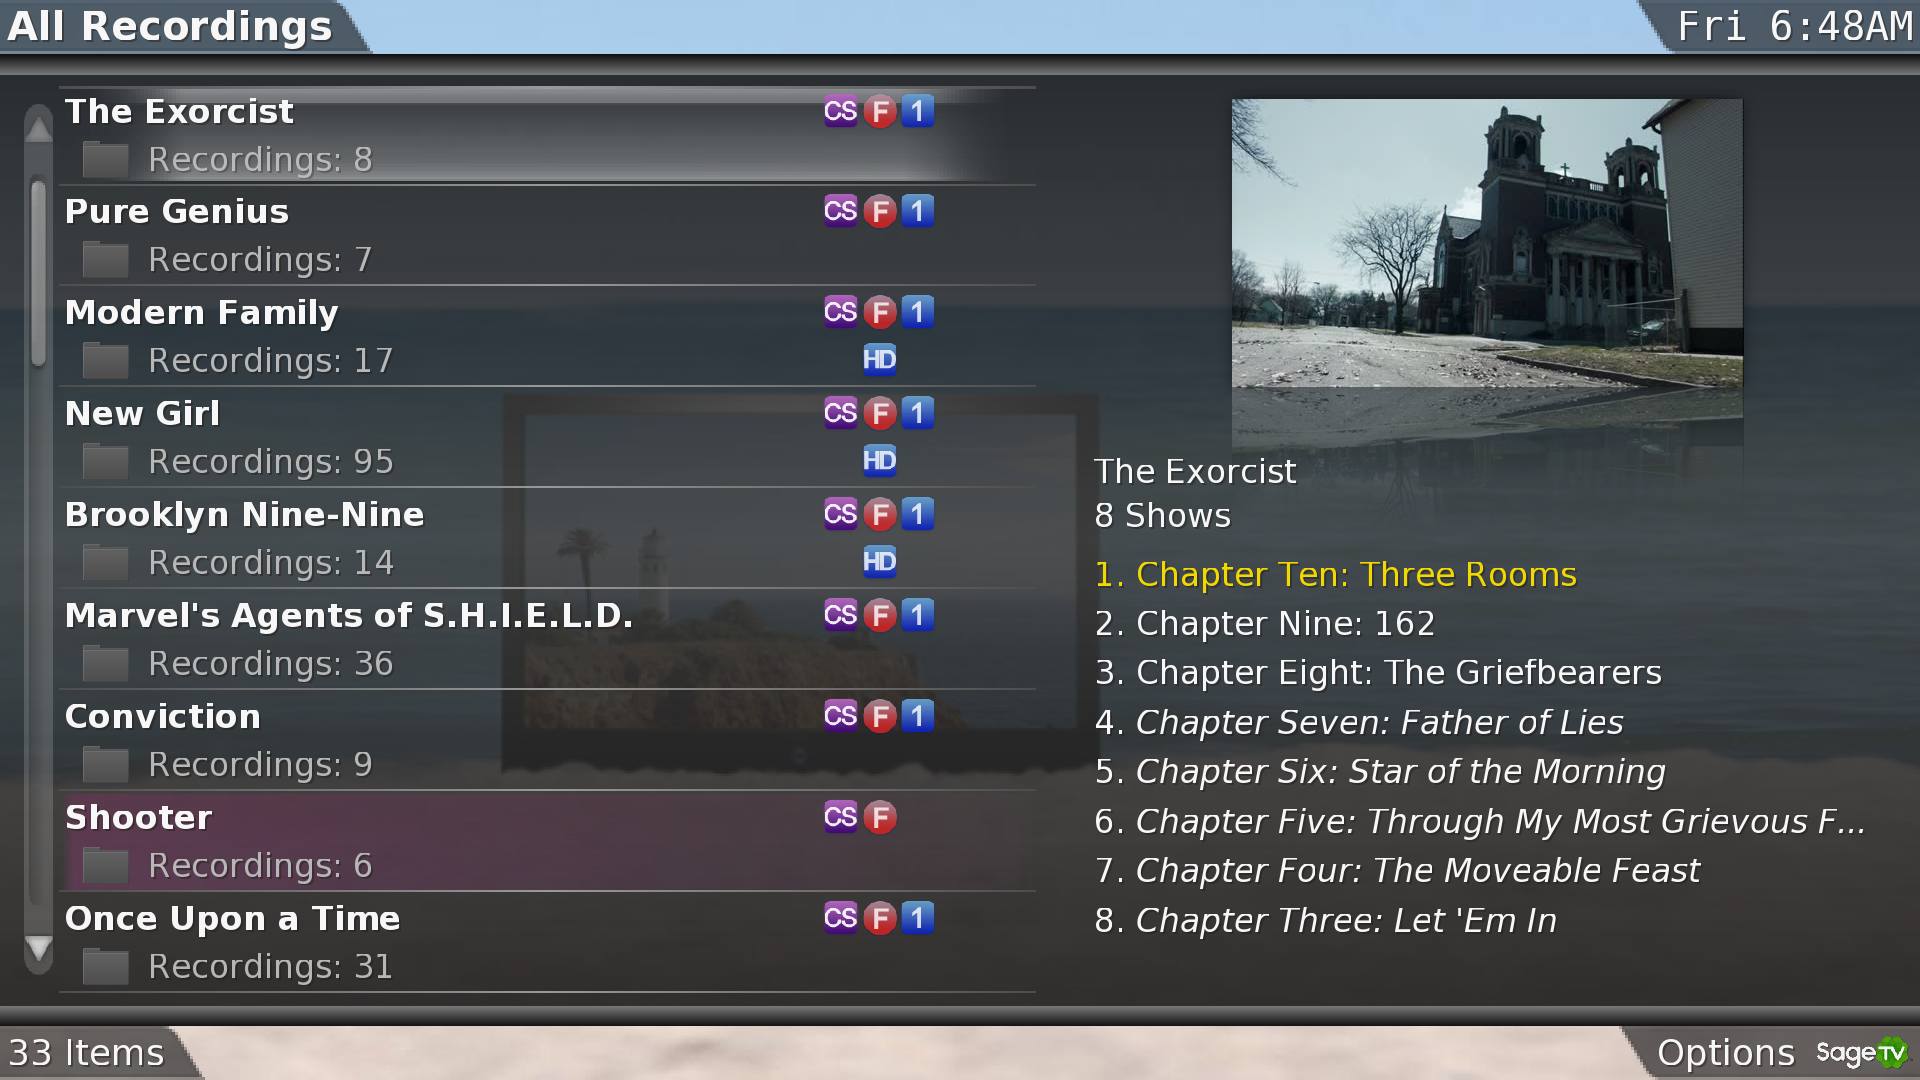 All Recordings
Fri 6:48AM
The Exorcist CS F 1
Recordings: 8
Pure Genius CS F 1
Recordings: 7
Modern Family CS F 1
Recordings: 17 HD
New Girl CS F 1
Recordings: 95 HD
Brooklyn Nine-Nine CS F 1
Recordings: 14 HD
Marvel's Agents of S.H.I.E.L.D. CS F 1
Recordings: 36
Conviction CS F 1
Recordings: 9
Shooter CS F
Recordings: 6
Once Upon a Time CS F 1
Recordings: 31
The Exorcist
8 Shows
1. Chapter Ten: Three Rooms
2. Chapter Nine: 162
3. Chapter Eight: The Griefbearers
4. Chapter Seven: Father of Lies
5. Chapter Six: Star of the Morning
6. Chapter Five: Through My Most Grievous F...
7. Chapter Four: The Moveable Feast
8. Chapter Three: Let 'Em In
33 Items
Options SageTV